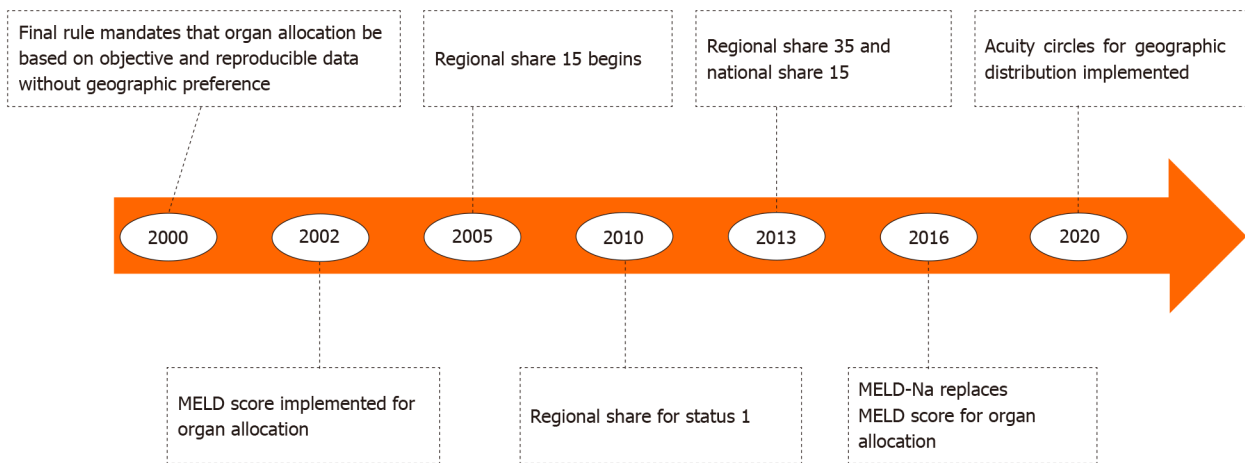 Final rule mandates that organ allocation be
based on objective and reproducible data
without geographic preference
Regional share 15 begins
Regional share 35 and
national share 15
Acuity circles for geographic
distribution implemented
2000
2002
2005
2010
2013
2016
2020
MELD score implemented for
organ allocation
Regional share for status 1
MELD-Na replaces
MELD score for organ
allocation